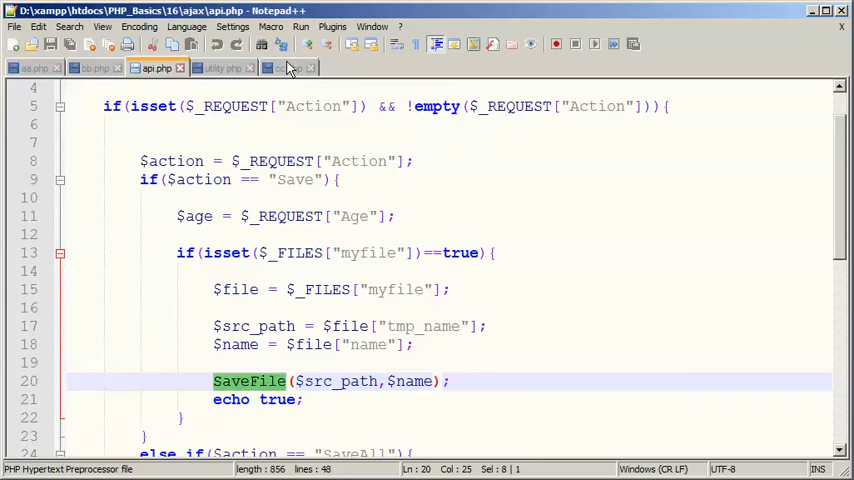 D:\xampp\htdocs\PHP_Basics\16\ajax\api.php - Notepad++
File Edit Search View Encoding Language Settings Macro Run Plugins Window ?
aa.php bb.php api.php utility.php
4
5 if(isset($_REQUEST["Action"]) && !empty($_REQUEST["Action"])){
6
7
8 $action = $_REQUEST["Action"];
9 if($action == "Save"){
10
11 $age = $_REQUEST["Age"];
12
13 if(isset($_FILES["myfile"])==true){
14
15 $file = $_FILES["myfile"];
16
17 $src_path = $file["tmp_name"];
18 $name = $file["name"];
19
20 SaveFile($src_path,$name);
21 echo true;
22 }
23 }
24 else if($action == "SaveAll"){
PHP Hypertext Preprocessor file length : 856 lines : 48 Ln : 20 Col : 25 Sel : 8 | 1 Windows (CR LF) UTF-8 INS